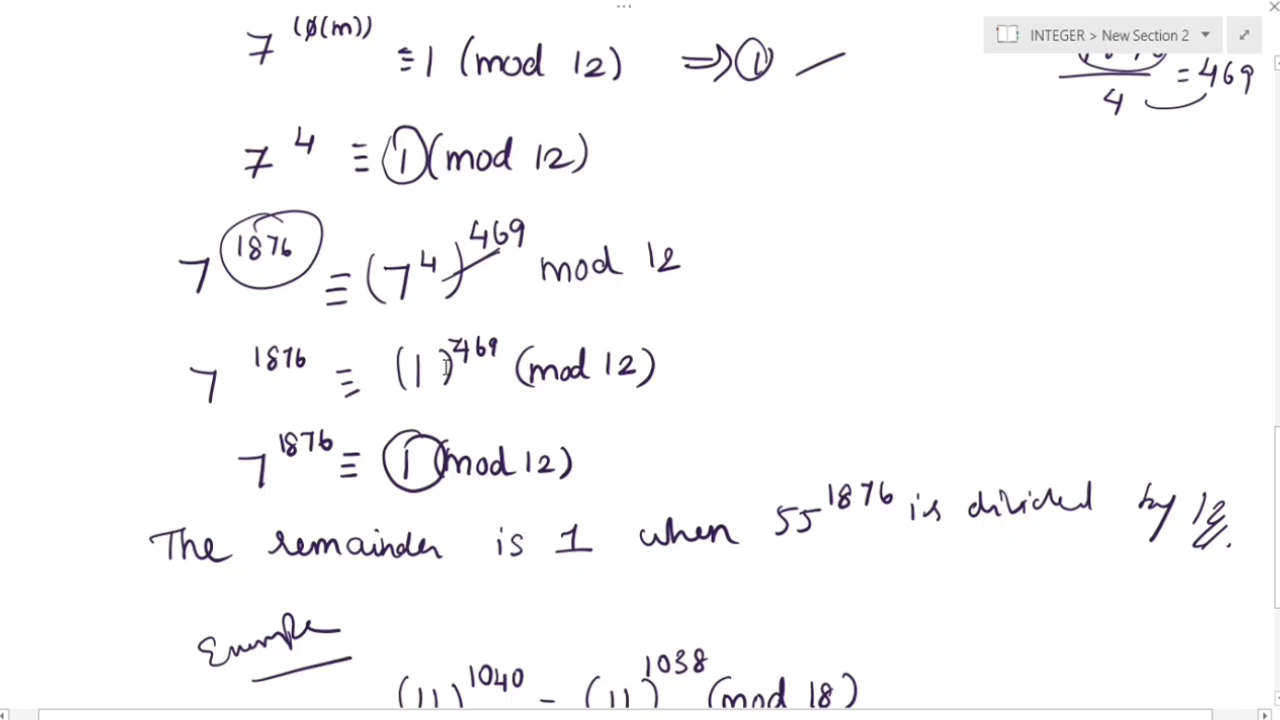 INTEGER > New Section 2
7^(ϕ(m)) ≡ 1 (mod 12) ⇒ ①
4 = 469
7^4 ≡ 1 (mod 12)
7^1876 ≡ (7^4)^469 mod 12
7^1876 ≡ (1)^469 (mod 12)
7^1876 ≡ 1 (mod 12)
The remainder is 1 when 55^1876 is divided by 12.
Example
(11)^1040 - (11)^1038 (mod 18)